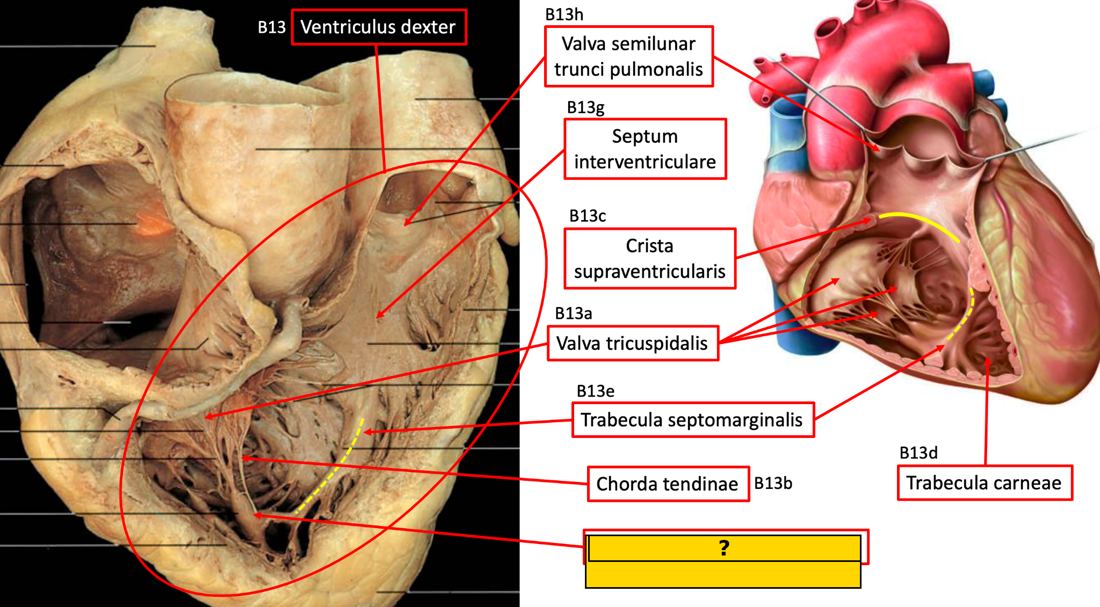 B13 Ventriculus dexter
B13h
Valva semilunar
trunci pulmonalis
B13g
Septum
interventriculare
B13c
Crista
supraventricularis
B13a
Valva tricuspidalis
B13e
Trabecula septomarginalis
B13d
Trabecula carneae
Chorda tendinae B13b
?